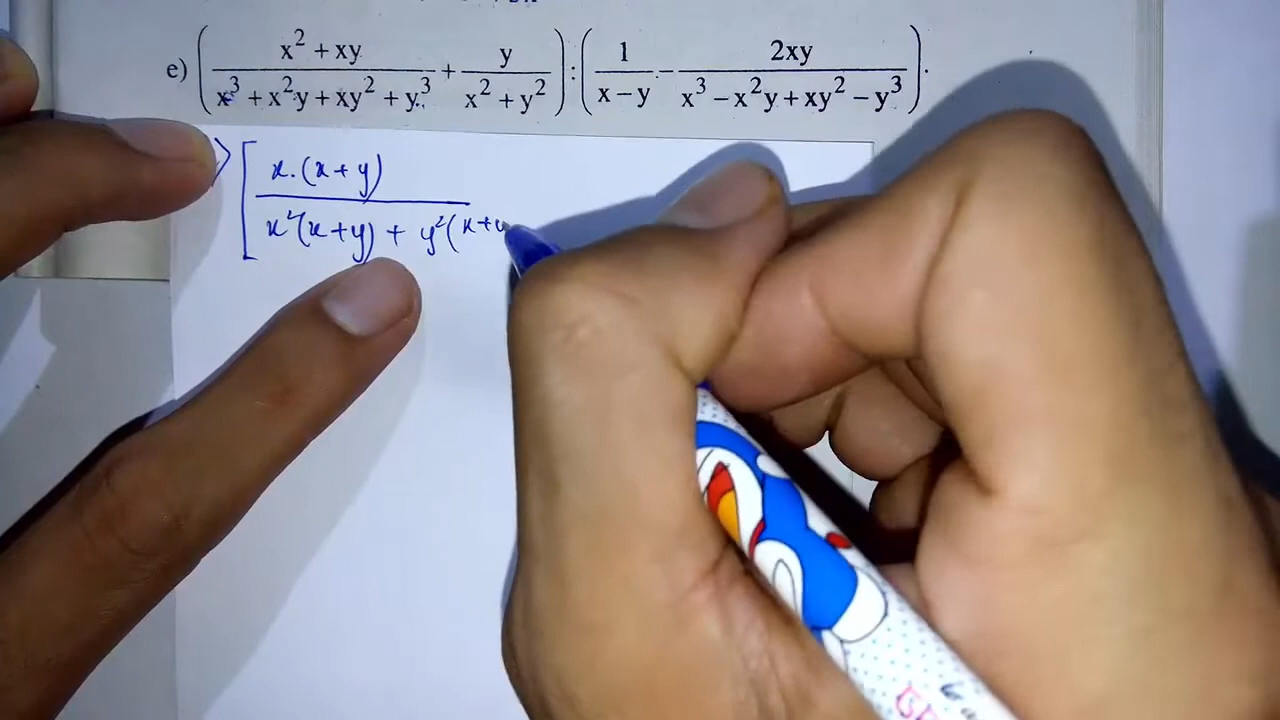 e) ( (x² + xy)/(x³ + x²y + xy² + y³) + y/(x² + y²) ) : ( 1/(x − y) − 2xy/(x³ − x²y + xy² − y³) ).
[ x.(x + y)
x²(x + y) + y²(x + y